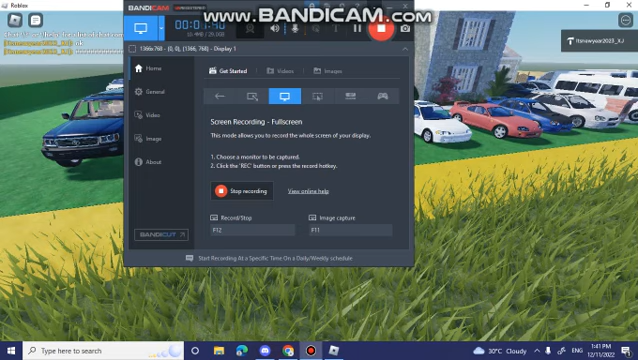 Roblox
BANDICAM UNREGISTERED
www.BANDICAM.com
00:01:40
1366x768 - (0, 0), (1366, 768) - Display 1
ttsnewyear2023_XJ
Home
General
Video
Image
About
Get Started
Videos
Images
Screen Recording - Fullscreen
This mode allows you to record the whole screen of your display.
1. Choose a monitor to be captured.
2. Click the 'REC' button or press the record hotkey.
Stop recording
View online help
Record/Stop
Image capture
F12
F11
BANDICUT
Start Recording At a Specific Time On a Daily/Weekly schedule
Type here to search
30°C Cloudy
ENG
1:41 PM
12/11/2022